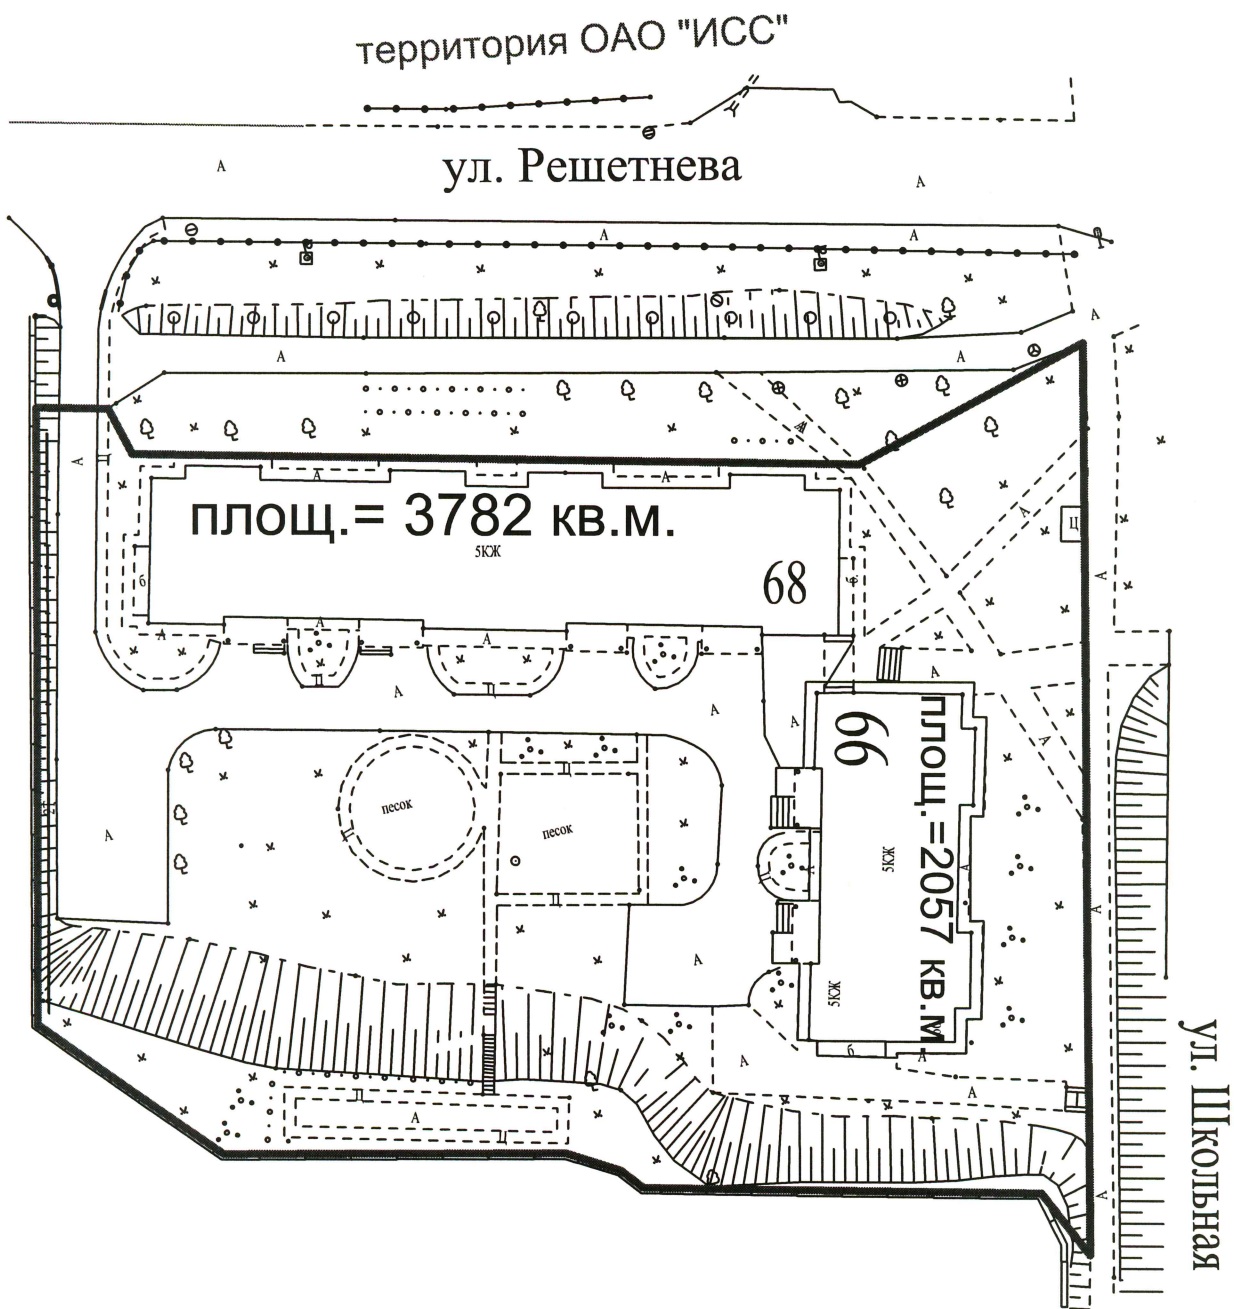 территория ОАО "ИСС"
А
ул. Решетнева
А
А
А
А
А
А
А
А
А
площ.= 3782 кв.м.
5КЖ
68
Ц
А
А
б
А
А
А
А
А
А
А
66
площ.=2057 кв.м.
5КЖ
5КЖ
песок
песок
А
А
А
А
А
б
А
А
А
А
А
ул. Школьная